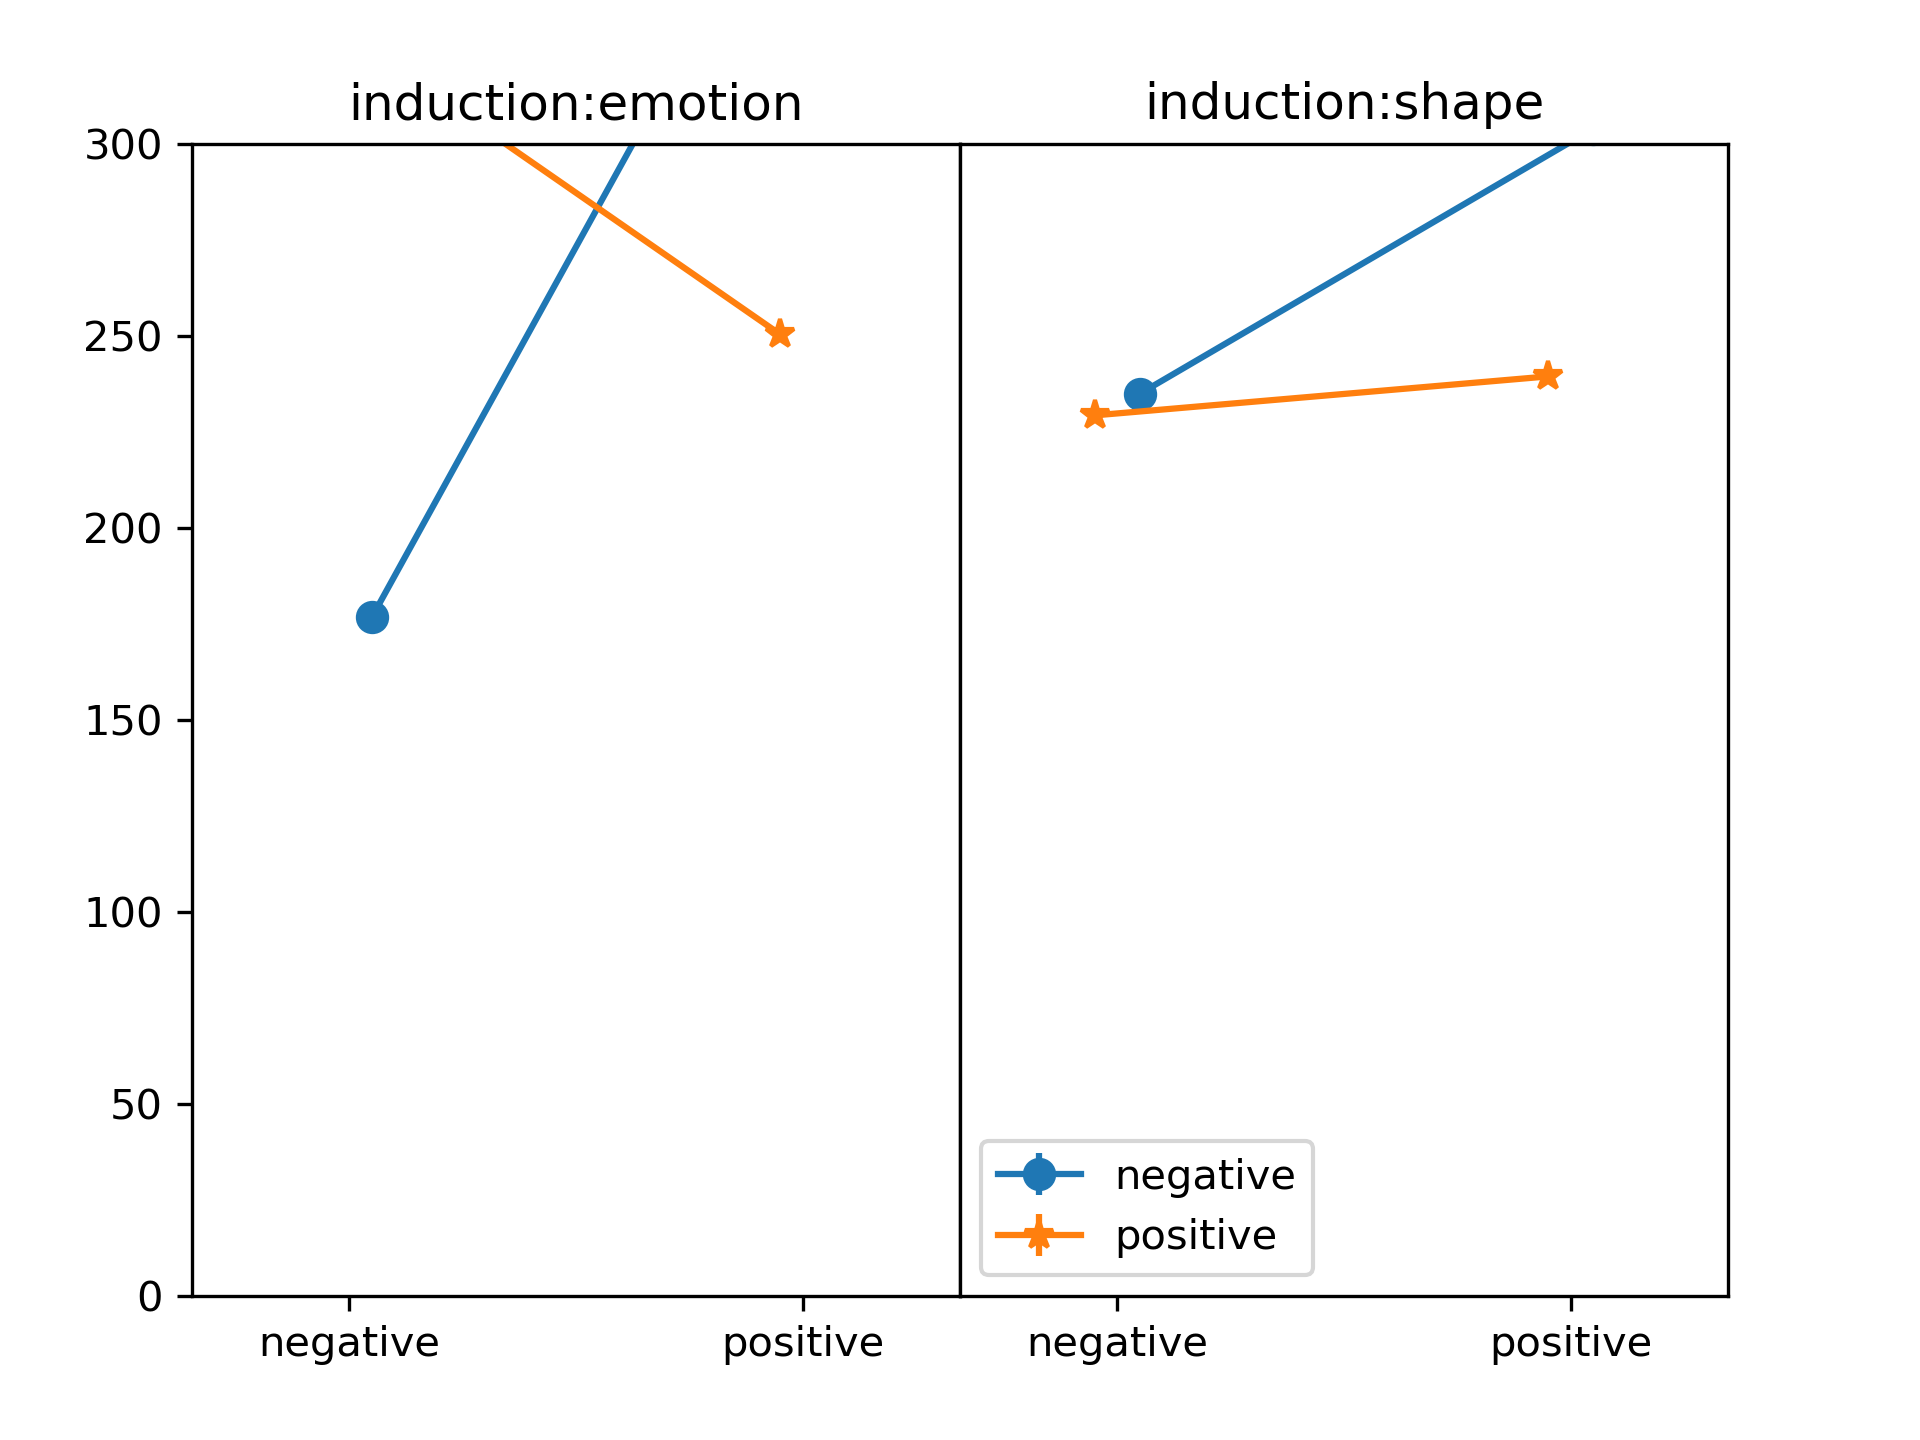 induction:emotion
induction:shape
300
250
200
150
100
50
0
negative
positive
negative
positive
negative
positive